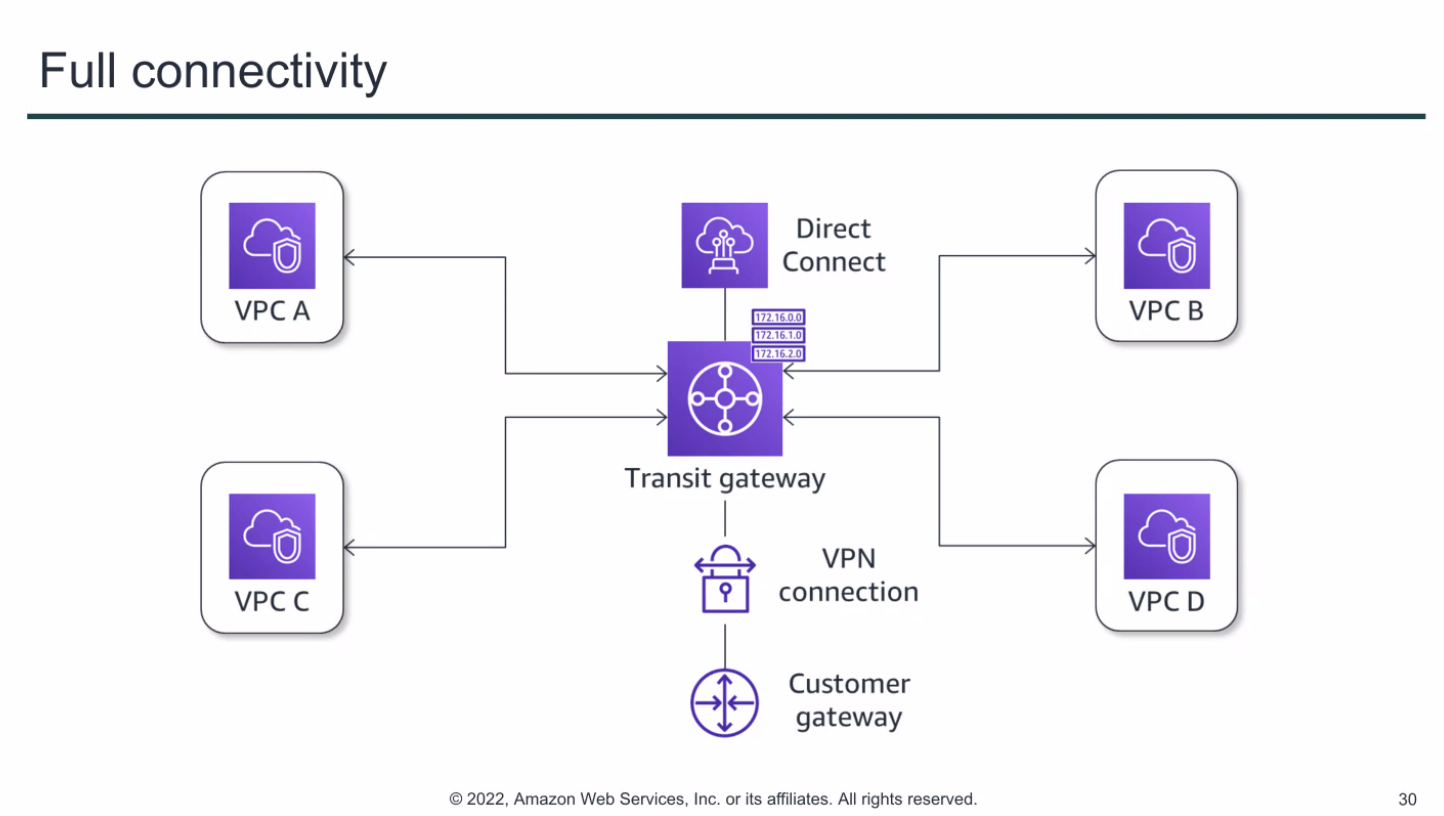 Full connectivity
VPC A
Direct
Connect
VPC B
172.16.0.0
172.16.1.0
172.16.2.0
Transit gateway
VPC C
VPN
connection
VPC D
Customer
gateway
© 2022, Amazon Web Services, Inc. or its affiliates. All rights reserved.
30